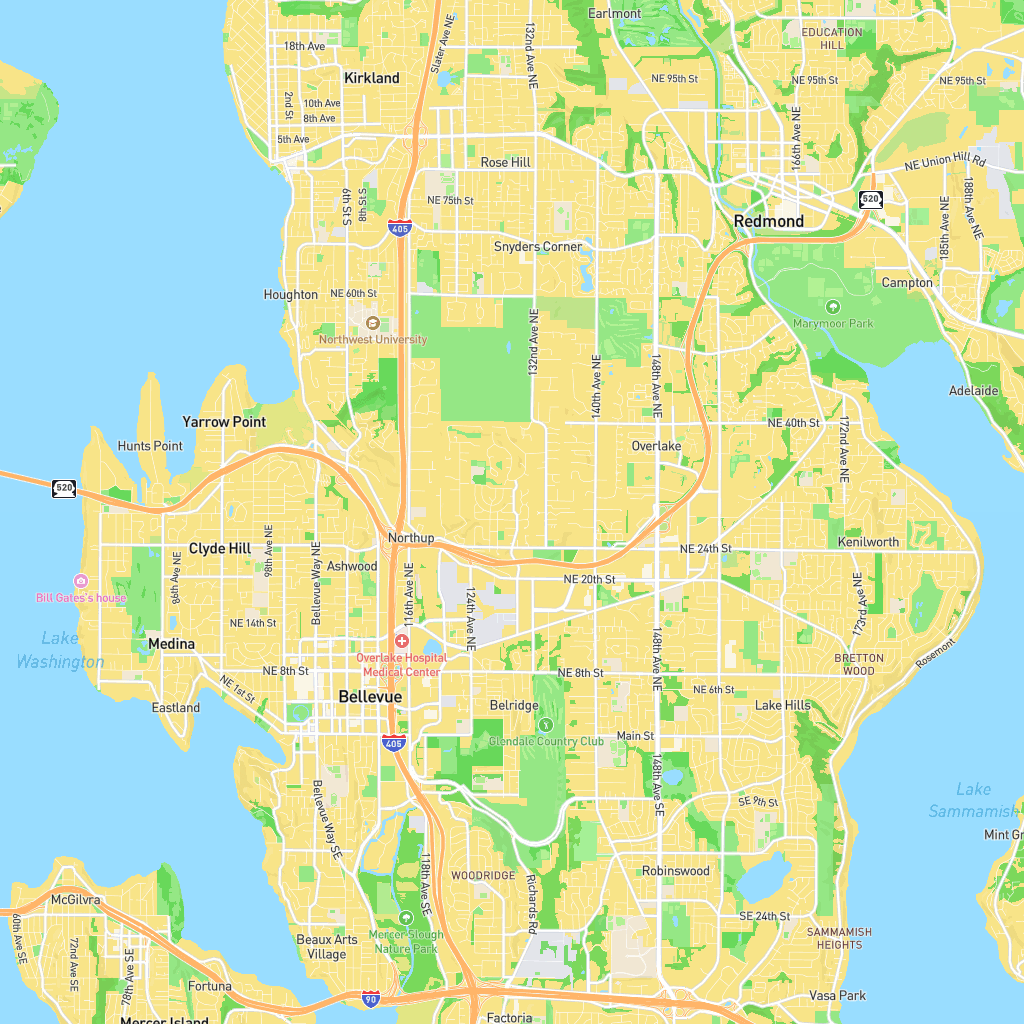 Earlmont
EDUCATION
HILL
18th Ave
Slater Ave NE
132nd Ave NE
Kirkland
NE 95th St
NE 95th St
NE 95th St
2nd St
10th Ave
8th Ave
5th Ave
166th Ave NE
Rose Hill
NE Union Hill Rd
6th St S
8th St S
NE 75th St
520
188th Ave NE
185th Ave NE
Redmond
405
Snyders Corner
Campton
Houghton
NE 60th St
Marymoor Park
Northwest University
132nd Ave NE
140th Ave NE
148th Ave NE
Adelaide
Yarrow Point
NE 40th St
172nd Ave NE
Hunts Point
Overlake
520
Northup
Kenilworth
Clyde Hill
98th Ave NE
Bellevue Way NE
NE 24th St
Ashwood
86th Ave NE
116th Ave NE
NE 20th St
124th Ave NE
173rd Ave NE
Bill Gates's house
NE 14th St
Lake
Washington
Medina
Overlake Hospital
Medical Center
148th Ave NE
Rosemont
BRETTON
WOOD
NE 8th St
NE 8th St
NE 1st St
Bellevue
NE 6th St
Eastland
Belridge
Lake Hills
Glendale Country Club
Main St
405
148th Ave SE
Lake
Sammamish
Bellevue Way SE
SE 9th St
Mint Gr
118th Ave SE
WOODRIDGE
Robinswood
McGilvra
Richards Rd
60th Ave SE
72nd Ave SE
78th Ave SE
Mercer Slough
Nature Park
SE 24th St
Beaux Arts
Village
SAMMAMISH
HEIGHTS
Fortuna
90
Vasa Park
Mercer Island
Factoria